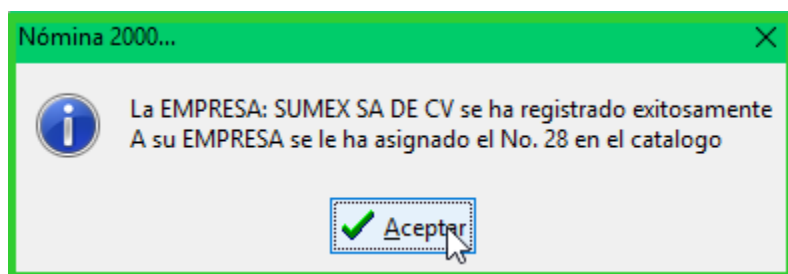 Nómina 2000...
La EMPRESA: SUMEX SA DE CV se ha registrado exitosamente
A su EMPRESA se le ha asignado el No. 28 en el catalogo
Aceptar